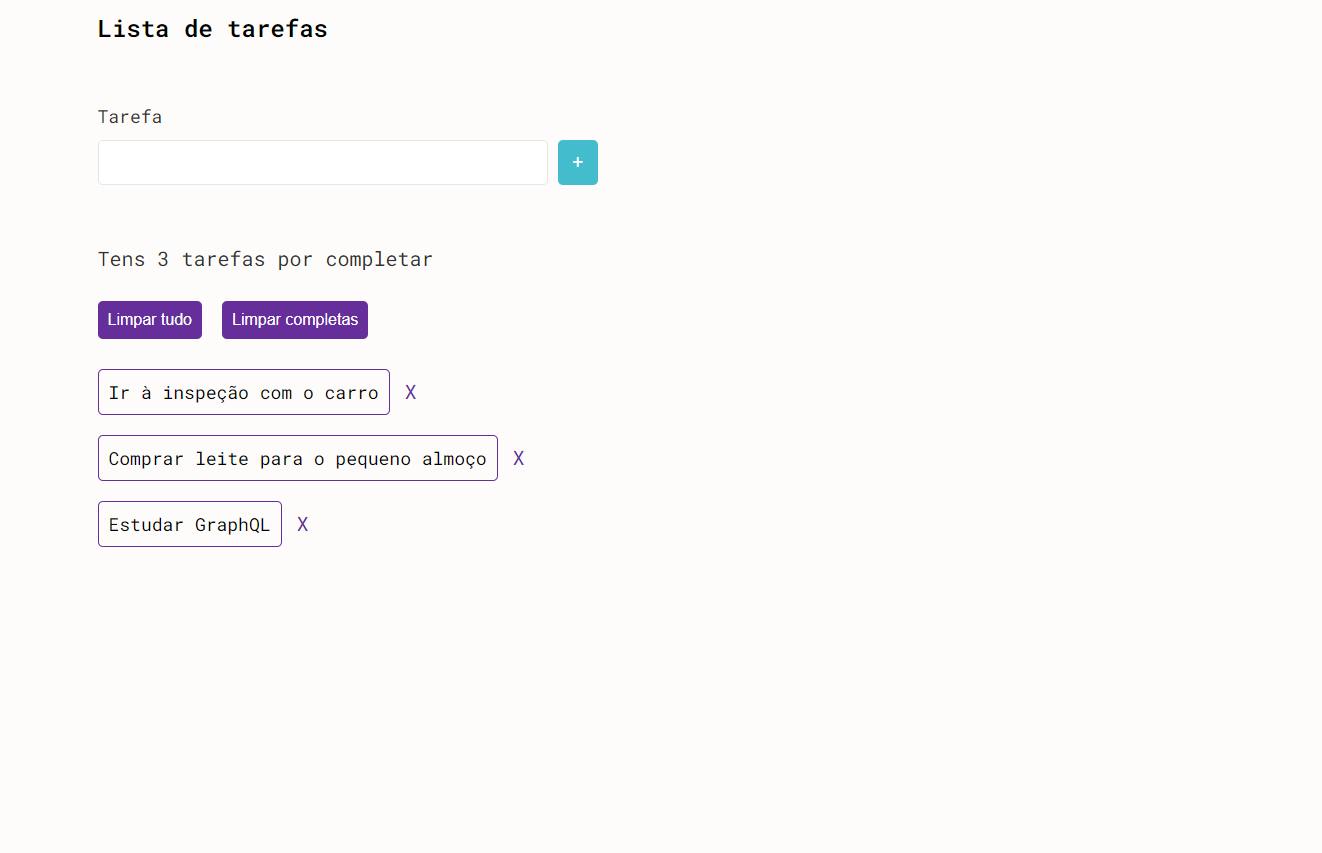 Lista de tarefas
Tarefa
+
Tens 3 tarefas por completar
Limpar tudo Limpar completas
Ir à inspeção com o carro X
Comprar leite para o pequeno almoço X
Estudar GraphQL X